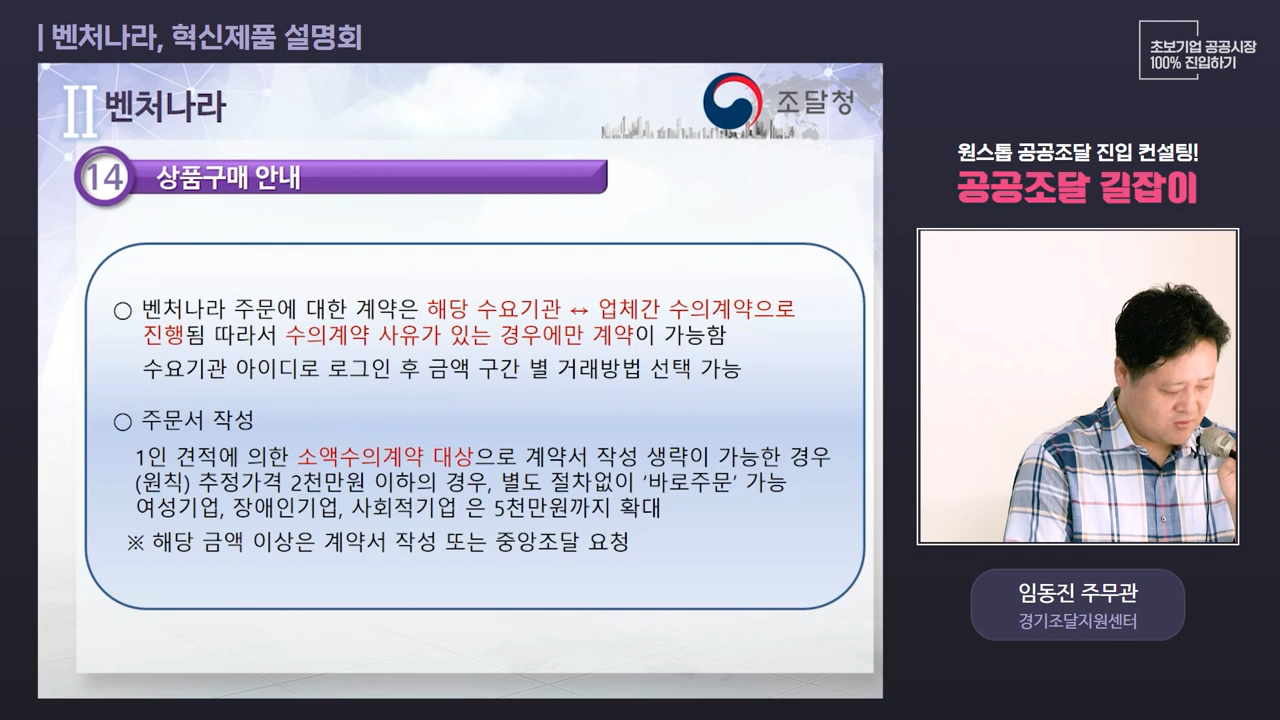 | 벤처나라, 혁신제품 설명회
초보기업 공공시장
100% 진입하기
II 벤처나라
조달청
14 상품구매 안내
○ 벤처나라 주문에 대한 계약은 해당 수요기관 ↔ 업체간 수의계약으로
진행됨 따라서 수의계약 사유가 있는 경우에만 계약이 가능함
수요기관 아이디로 로그인 후 금액 구간 별 거래방법 선택 가능
○ 주문서 작성
1인 견적에 의한 소액수의계약 대상으로 계약서 작성 생략이 가능한 경우
(원칙) 추정가격 2천만원 이하의 경우, 별도 절차없이 ‘바로주문’ 가능
여성기업, 장애인기업, 사회적기업 은 5천만원까지 확대
※ 해당 금액 이상은 계약서 작성 또는 중앙조달 요청
원스톱 공공조달 진입 컨설팅!
공공조달 길잡이
임동진 주무관
경기조달지원센터